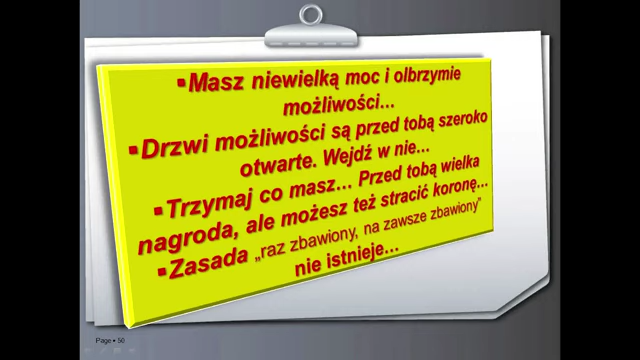 ▪Masz niewielką moc i olbrzymie
możliwości...
▪Drzwi możliwości są przed tobą szeroko
otwarte. Wejdź w nie...
▪Trzymaj co masz... Przed tobą wielka
nagroda, ale możesz też stracić koronę...
▪Zasada „raz zbawiony, na zawsze zbawiony”
nie istnieje...
Page ▪ 50